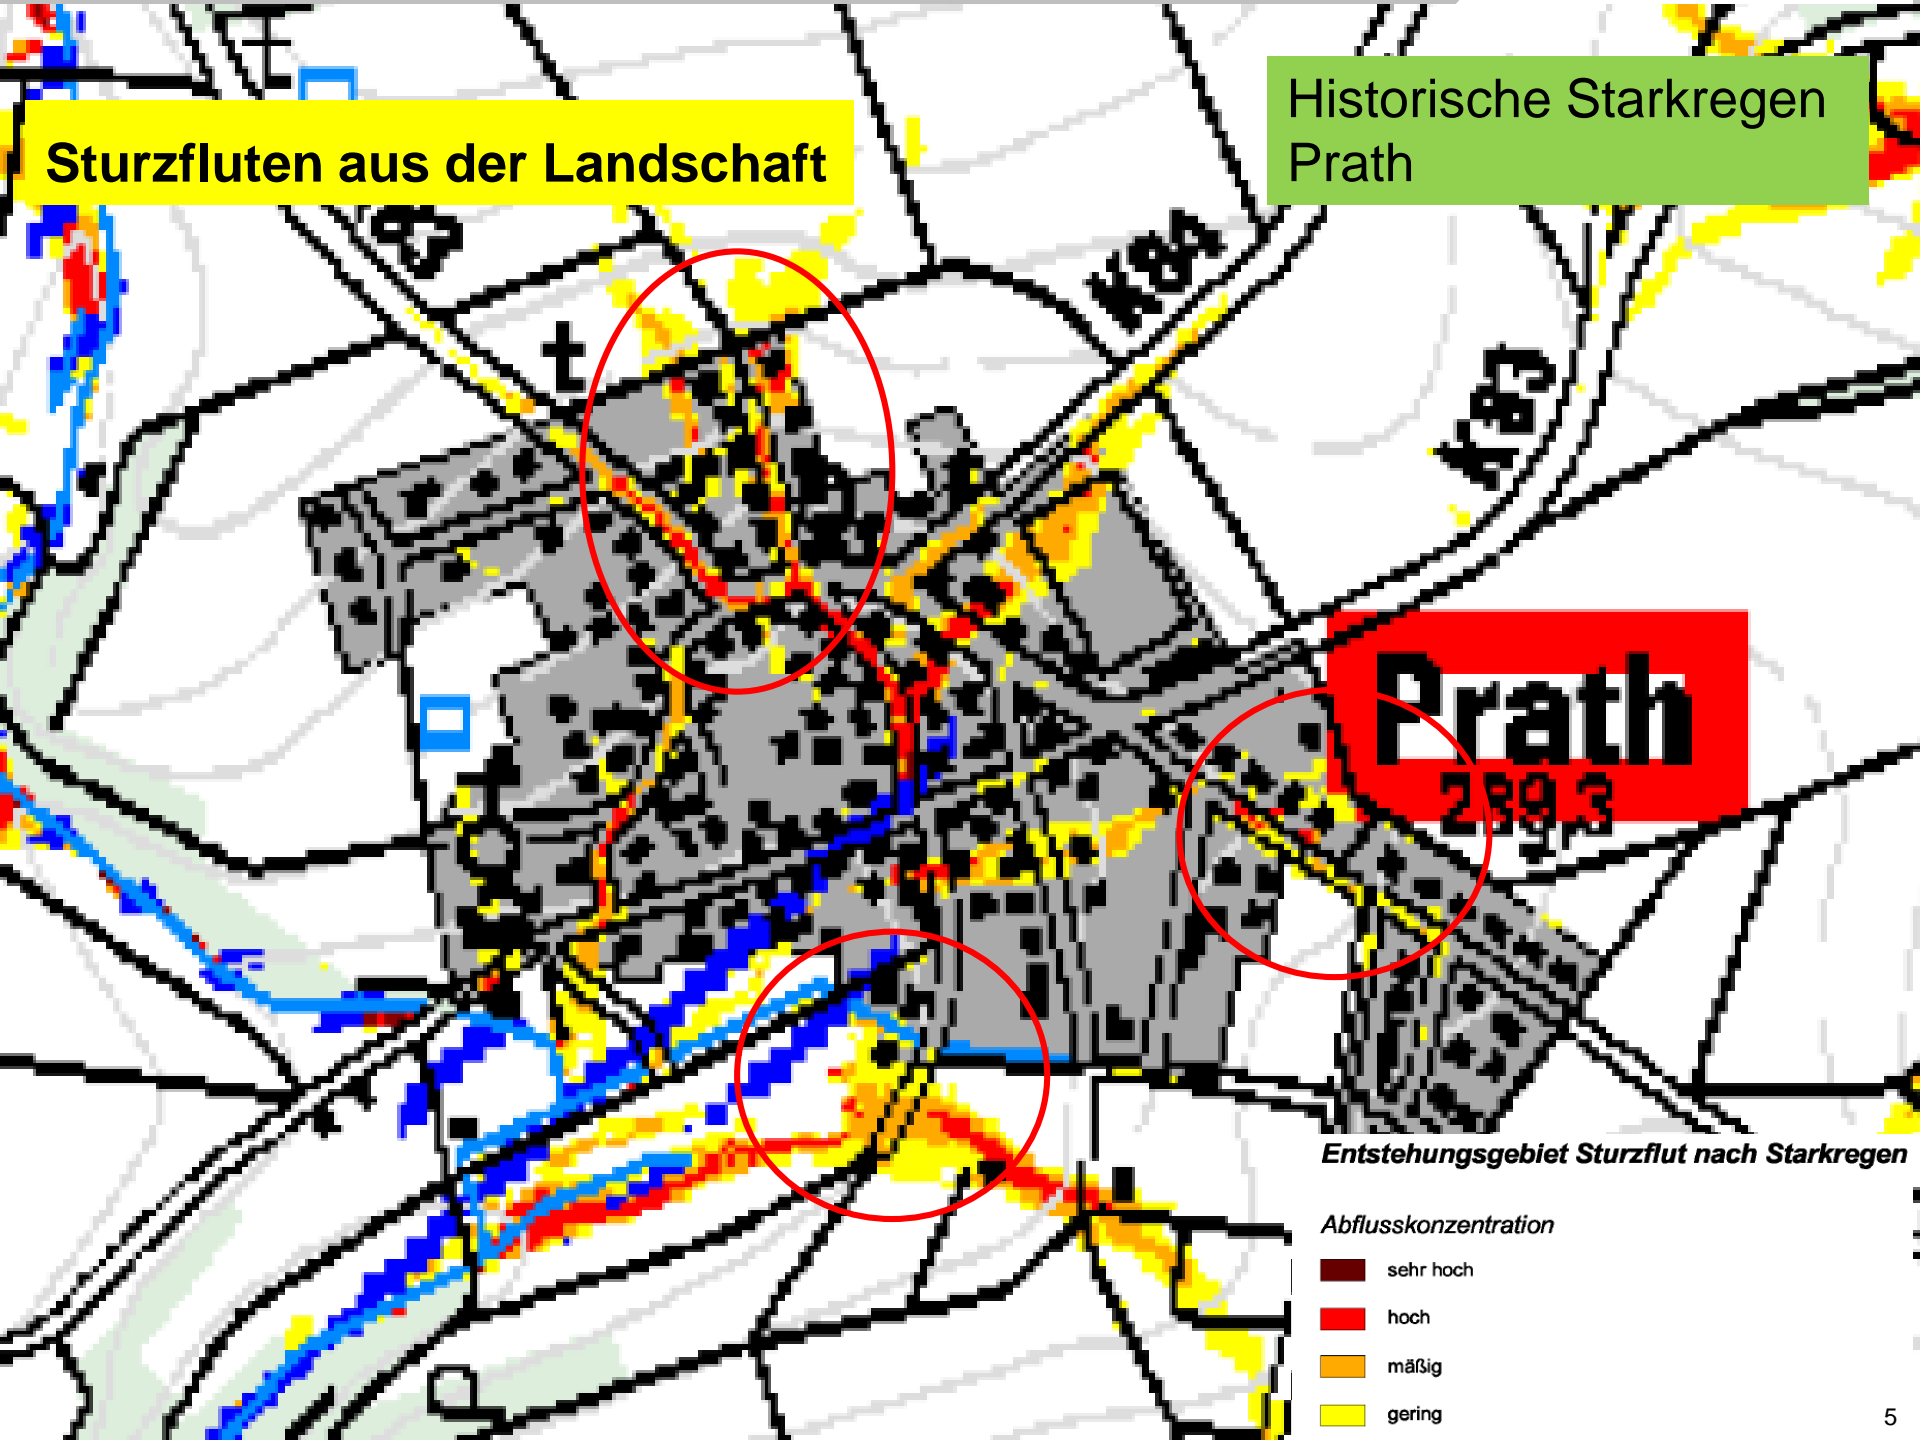 Historische Starkregen
Prath
Sturzfluten aus der Landschaft
83
K84
K83
Prath
289,3
Entstehungsgebiet Sturzflut nach Starkregen
Abflusskonzentration
sehr hoch
hoch
mäßig
gering
5